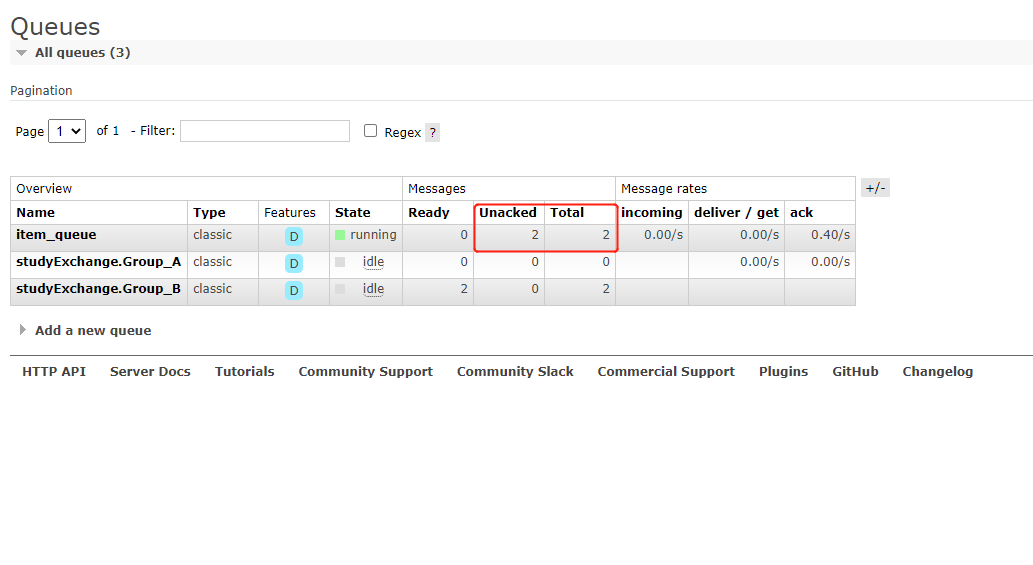 Queues
All queues (3)
Pagination
Page 1 of 1 - Filter: Regex ?
Overview Messages Message rates +/-
Name Type Features State Ready Unacked Total incoming deliver / get ack
item_queue classic D running 0 2 2 0.00/s 0.00/s 0.40/s
studyExchange.Group_A classic D idle 0 0 0 0.00/s 0.00/s
studyExchange.Group_B classic D idle 2 0 2
Add a new queue
HTTP API Server Docs Tutorials Community Support Community Slack Commercial Support Plugins GitHub Changelog